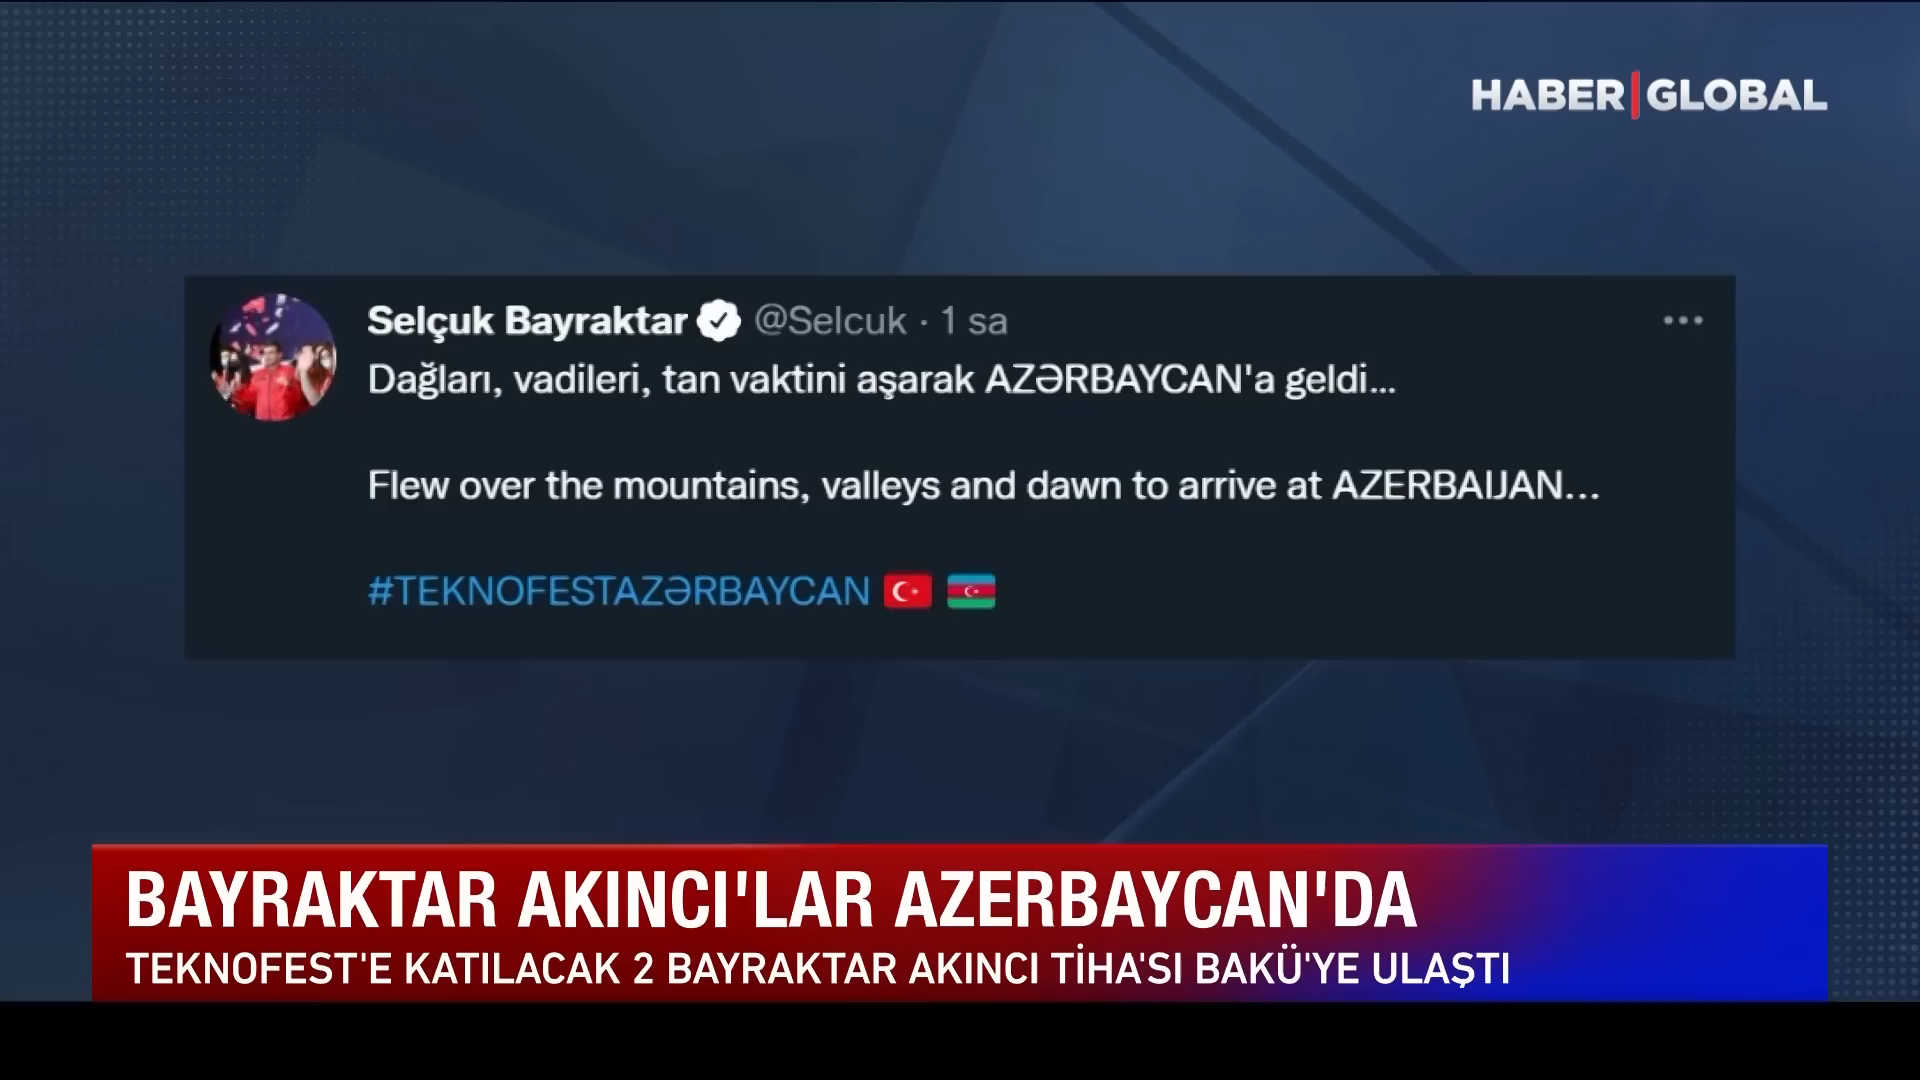 HABER GLOBAL
Selçuk Bayraktar @Selcuk · 1 sa
Dağları, vadileri, tan vaktini aşarak AZƏRBAYCAN'a geldi...
Flew over the mountains, valleys and dawn to arrive at AZERBAIJAN...
#TEKNOFESTAZƏRBAYCAN
BAYRAKTAR AKINCI'LAR AZERBAYCAN'DA
TEKNOFEST'E KATILACAK 2 BAYRAKTAR AKINCI TİHA'SI BAKÜ'YE ULAŞTI